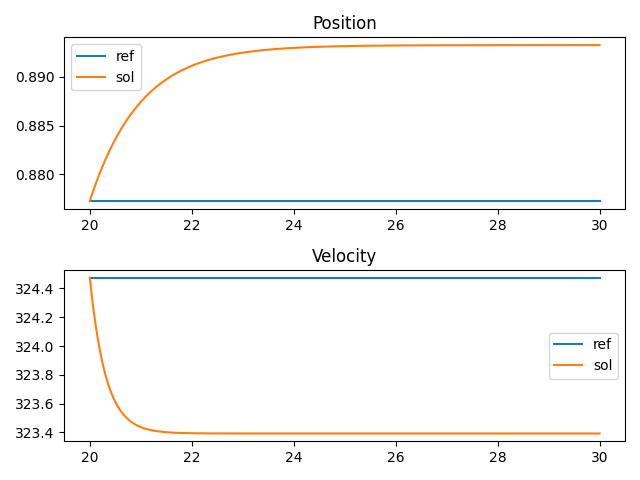 Position
ref
sol
0.890
0.885
0.880
20 22 24 26 28 30
Velocity
324.4
324.2
324.0
323.8
323.6
323.4
ref
sol
20 22 24 26 28 30